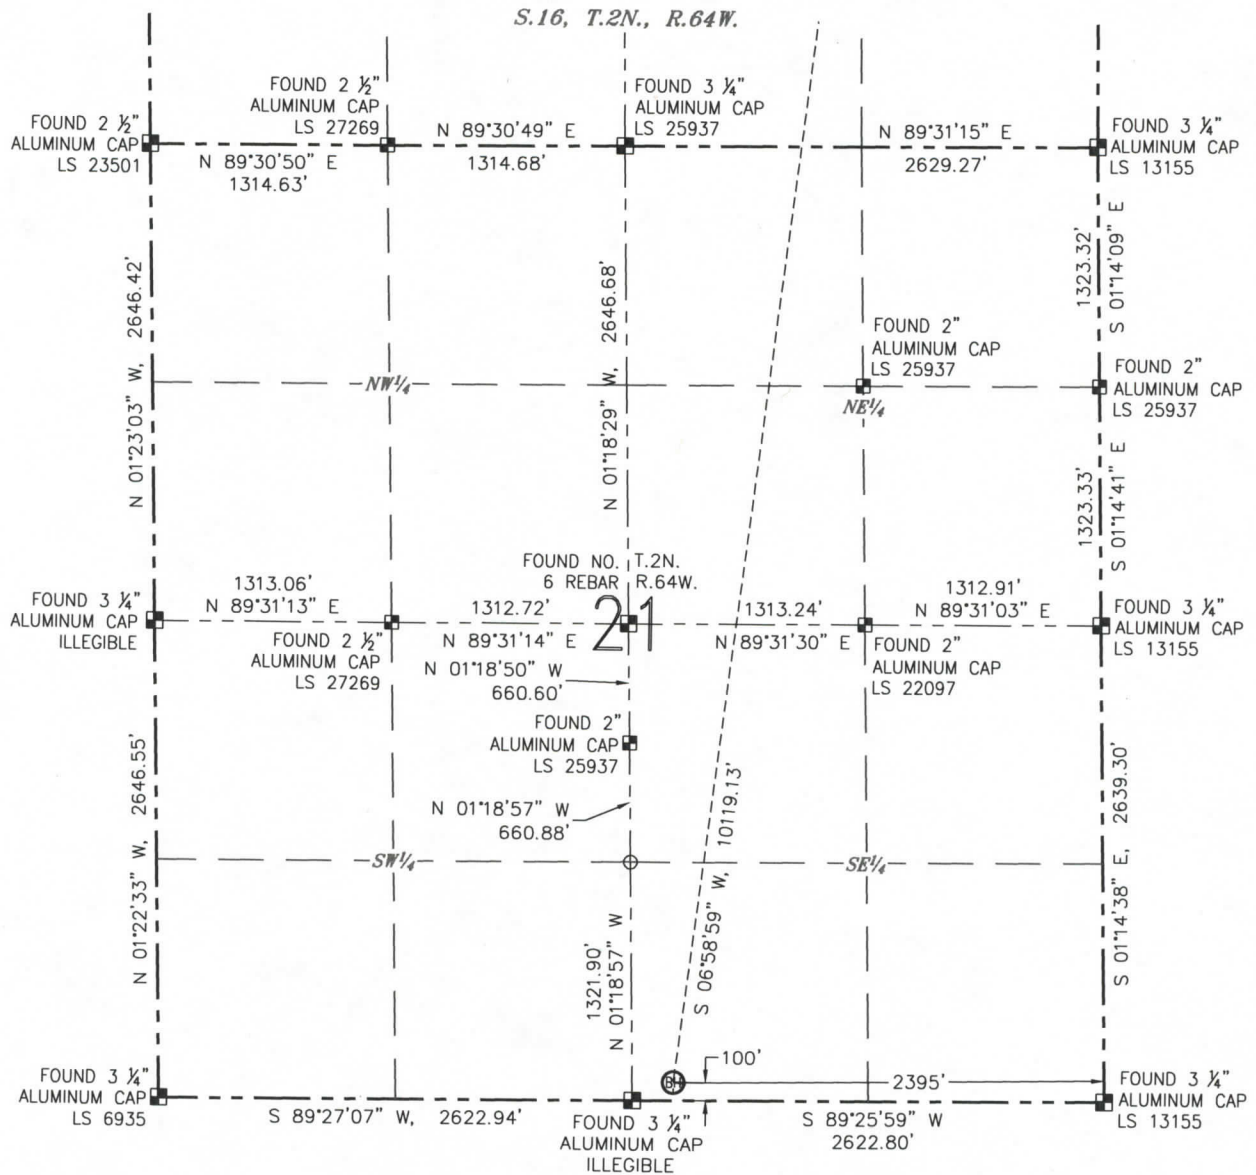 S.16, T.2N., R.64W.
FOUND 2 ½"
ALUMINUM CAP
LS 23501
FOUND 2 ½"
ALUMINUM CAP
LS 27269
FOUND 3 ¼"
ALUMINUM CAP
LS 25937
FOUND 3 ¼"
ALUMINUM CAP
LS 13155
N 89°30'50" E
1314.63'
N 89°30'49" E
1314.68'
N 89°31'15" E
2629.27'
N 01°23'03" W, 2646.42'
N 01°18'29" W, 2646.68'
1323.32'
S 01°14'09" E
FOUND 2"
ALUMINUM CAP
LS 25937
FOUND 2"
ALUMINUM CAP
LS 25937
NW¼
NE¼
1323.33'
S 01°14'41" E
FOUND 3 ¼"
ALUMINUM CAP
ILLEGIBLE
1313.06'
N 89°31'13" E
FOUND 2 ½"
ALUMINUM CAP
LS 27269
1312.72'
N 89°31'14" E
FOUND NO. T.2N.
6 REBAR R.64W.
21
1313.24'
N 89°31'30" E
1312.91'
N 89°31'03" E
FOUND 2"
ALUMINUM CAP
LS 22097
FOUND 3 ¼"
ALUMINUM CAP
LS 13155
N 01°18'50" W
660.60'
FOUND 2"
ALUMINUM CAP
LS 25937
N 01°18'57" W
660.88'
N 01°22'33" W, 2646.55'
SW¼
SE¼
1321.90'
N 01°18'57" W
S 06°58'59" W, 10119.13'
S 01°14'38" E, 2639.30'
100'
BH
2395'
FOUND 3 ¼"
ALUMINUM CAP
LS 6935
S 89°27'07" W, 2622.94'
FOUND 3 ¼"
ALUMINUM CAP
ILLEGIBLE
S 89°25'59" W
2622.80'
FOUND 3 ¼"
ALUMINUM CAP
LS 13155